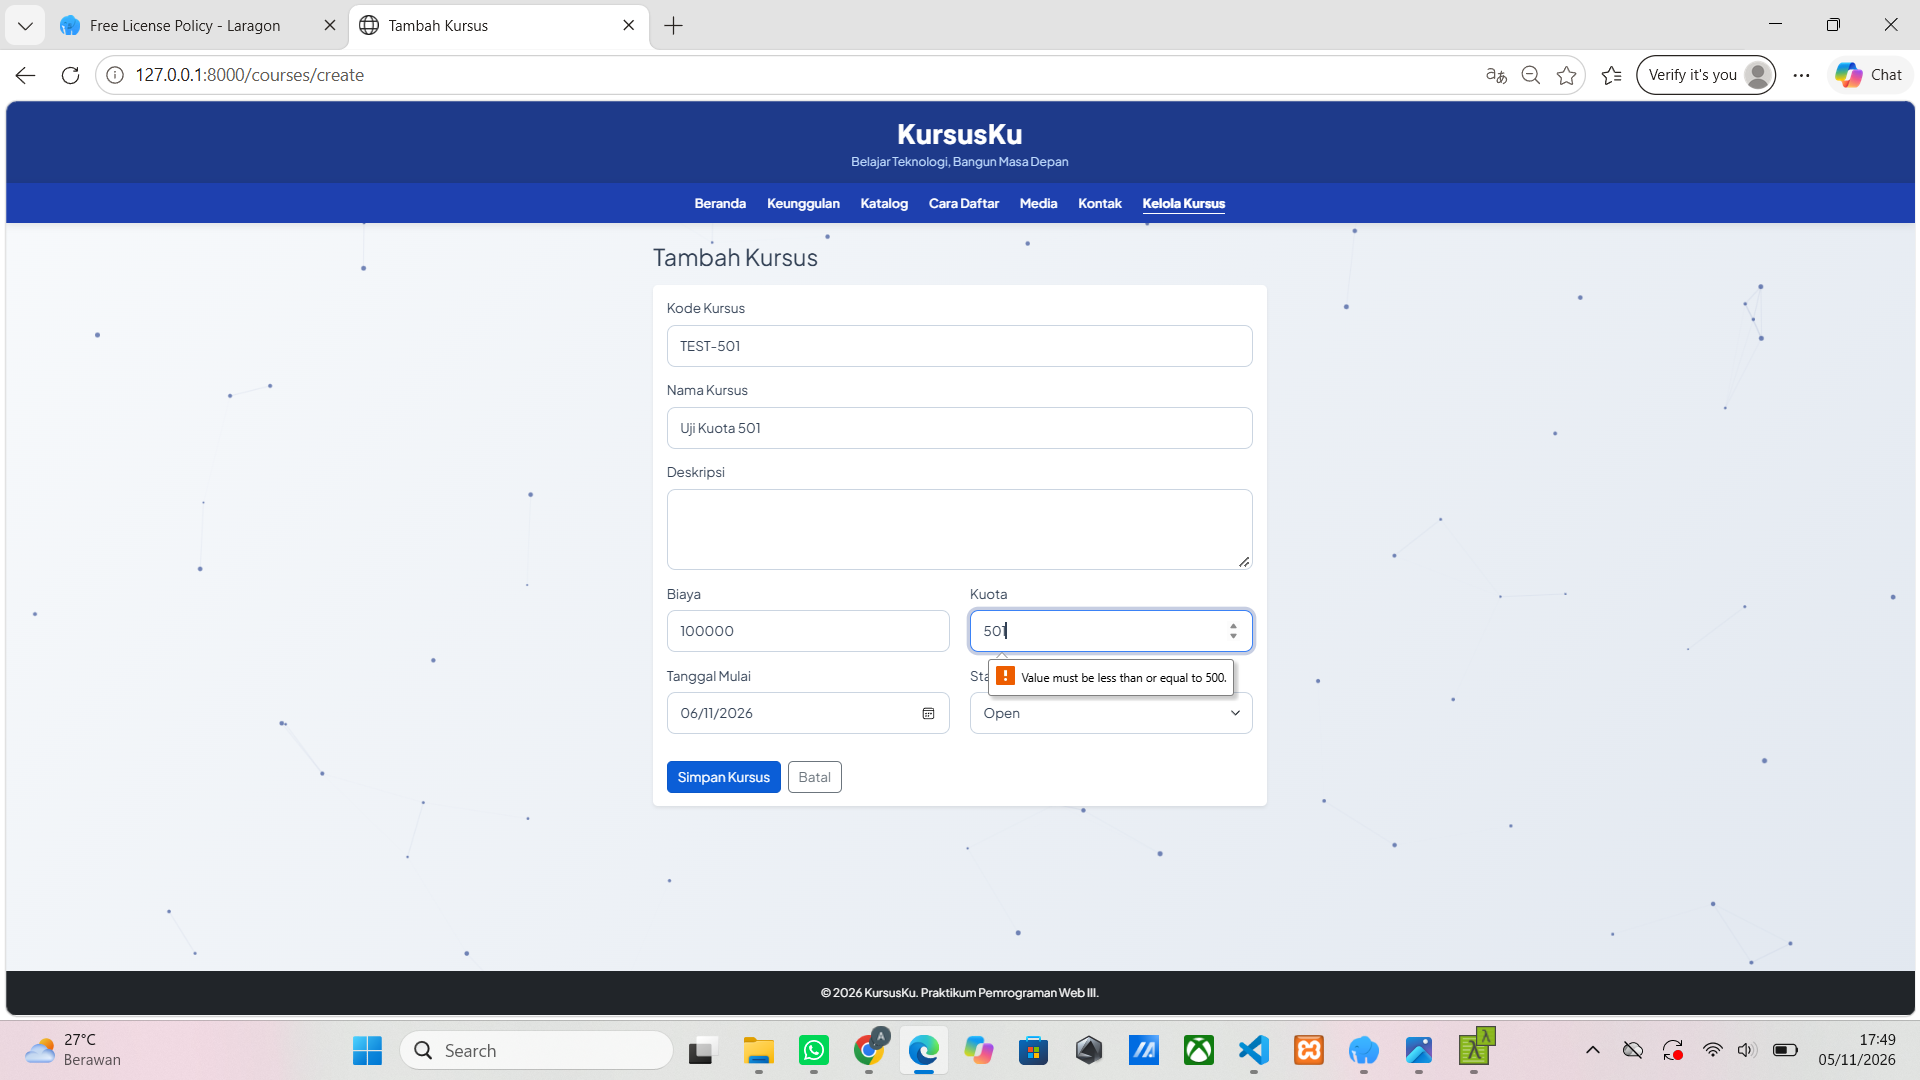 Free License Policy - Laragon
Tambah Kursus
127.0.0.1:8000/courses/create
Verify it's you
Chat
KursusKu
Belajar Teknologi, Bangun Masa Depan
Beranda Keunggulan Katalog Cara Daftar Media Kontak Kelola Kursus
Tambah Kursus
Kode Kursus
TEST-501
Nama Kursus
Uji Kuota 501
Deskripsi
Biaya Kuota
100000 501
Tanggal Mulai Sta
! Value must be less than or equal to 500.
06/11/2026 Open
Simpan Kursus Batal
© 2026 KursusKu. Praktikum Pemrograman Web III.
27°C
Berawan
Search
A
17:49
05/11/2026